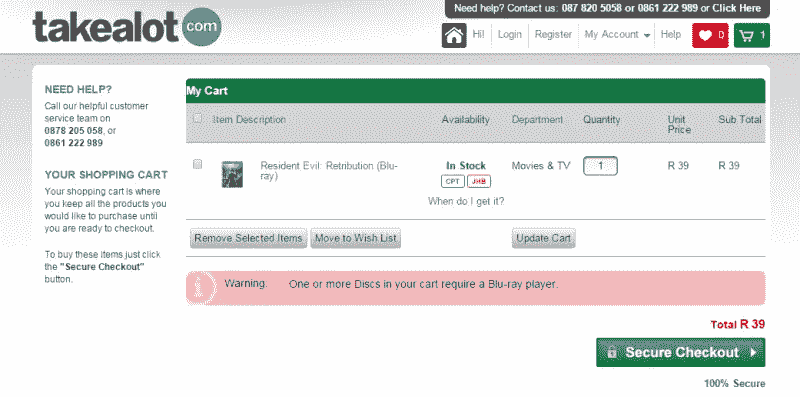 Need help? Contact us: 087 820 5058 or 0861 222 989 or Click Here
takealot com
Hi! Login Register My Account Help 0 1
NEED HELP?
Call our helpful customer
service team on
0878 205 058, or
0861 222 989
YOUR SHOPPING CART
Your shopping cart is where
you keep all the products you
would like to purchase until
you are ready to checkout.
To buy these items just click
the "Secure Checkout"
button.
My Cart
Item Description Availability Department Quantity Unit Price Sub Total
Resident Evil: Retribution (Blu-
ray)
In Stock
CPT JHB
When do I get it?
Movies & TV 1 R 39 R 39
Remove Selected Items Move to Wish List Update Cart
Warning: One or more Discs in your cart require a Blu-ray player.
Total R 39
Secure Checkout
100% Secure